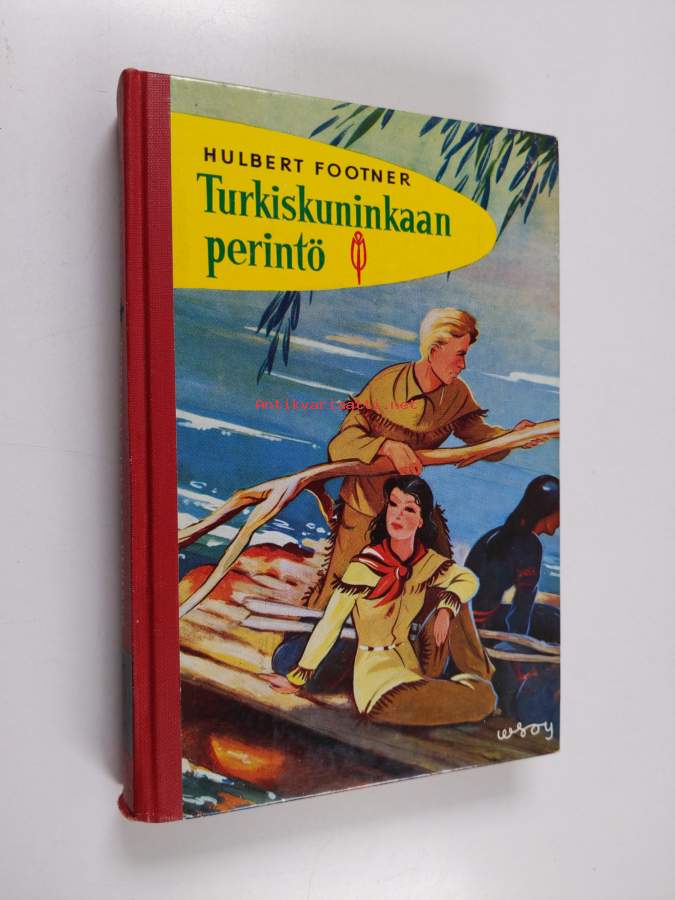 HULBERT FOOTNER
Turkiskuninkaan
perintö
Antikvariaatti.net
wsoy